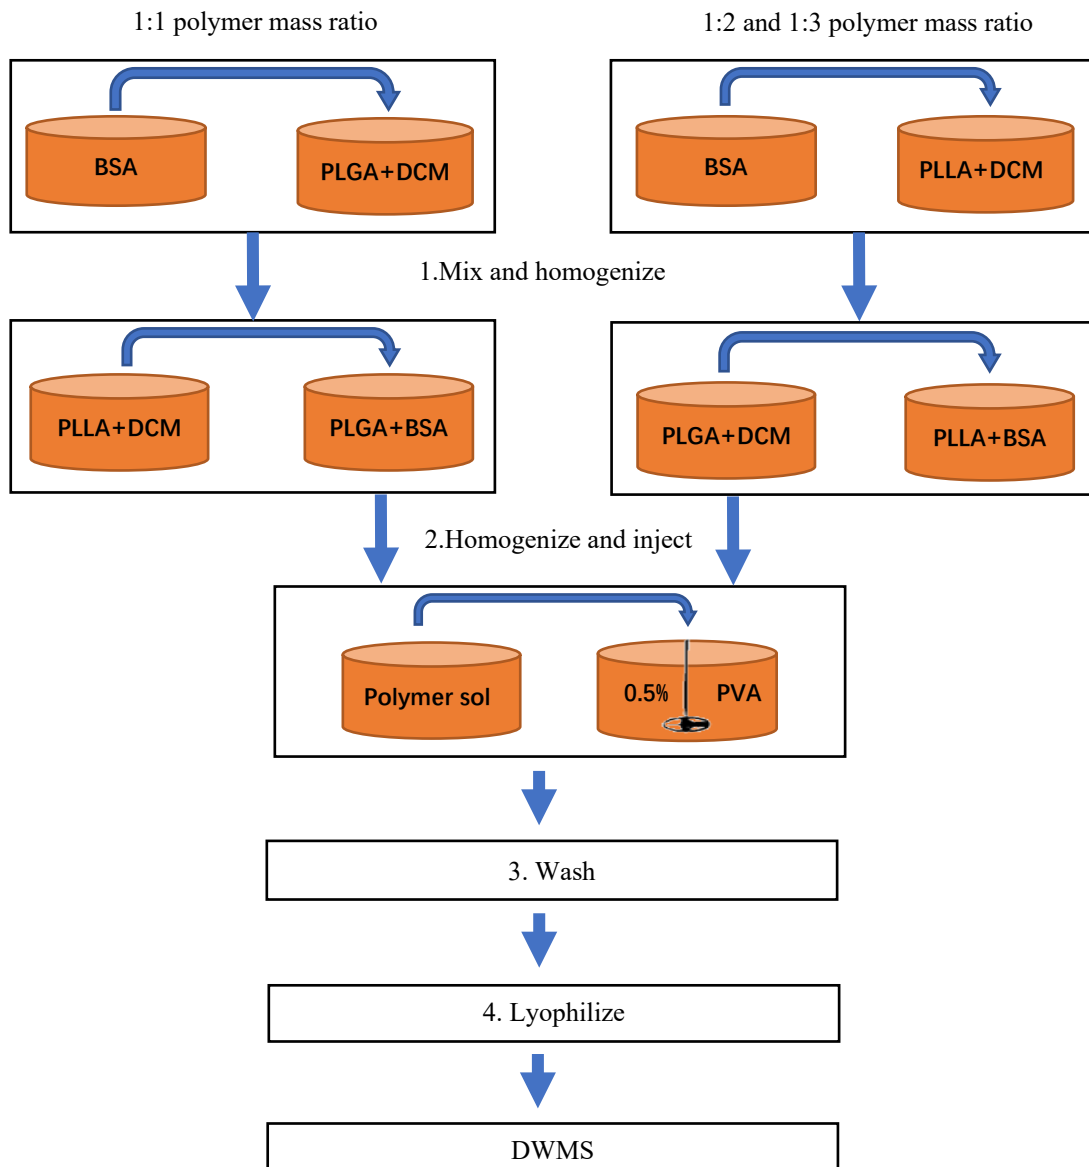 1:1 polymer mass ratio
1:2 and 1:3 polymer mass ratio
BSA
PLGA+DCM
BSA
PLLA+DCM
1.Mix and homogenize
PLLA+DCM
PLGA+BSA
PLGA+DCM
PLLA+BSA
2.Homogenize and inject
Polymer sol
0.5% PVA
3. Wash
4. Lyophilize
DWMS